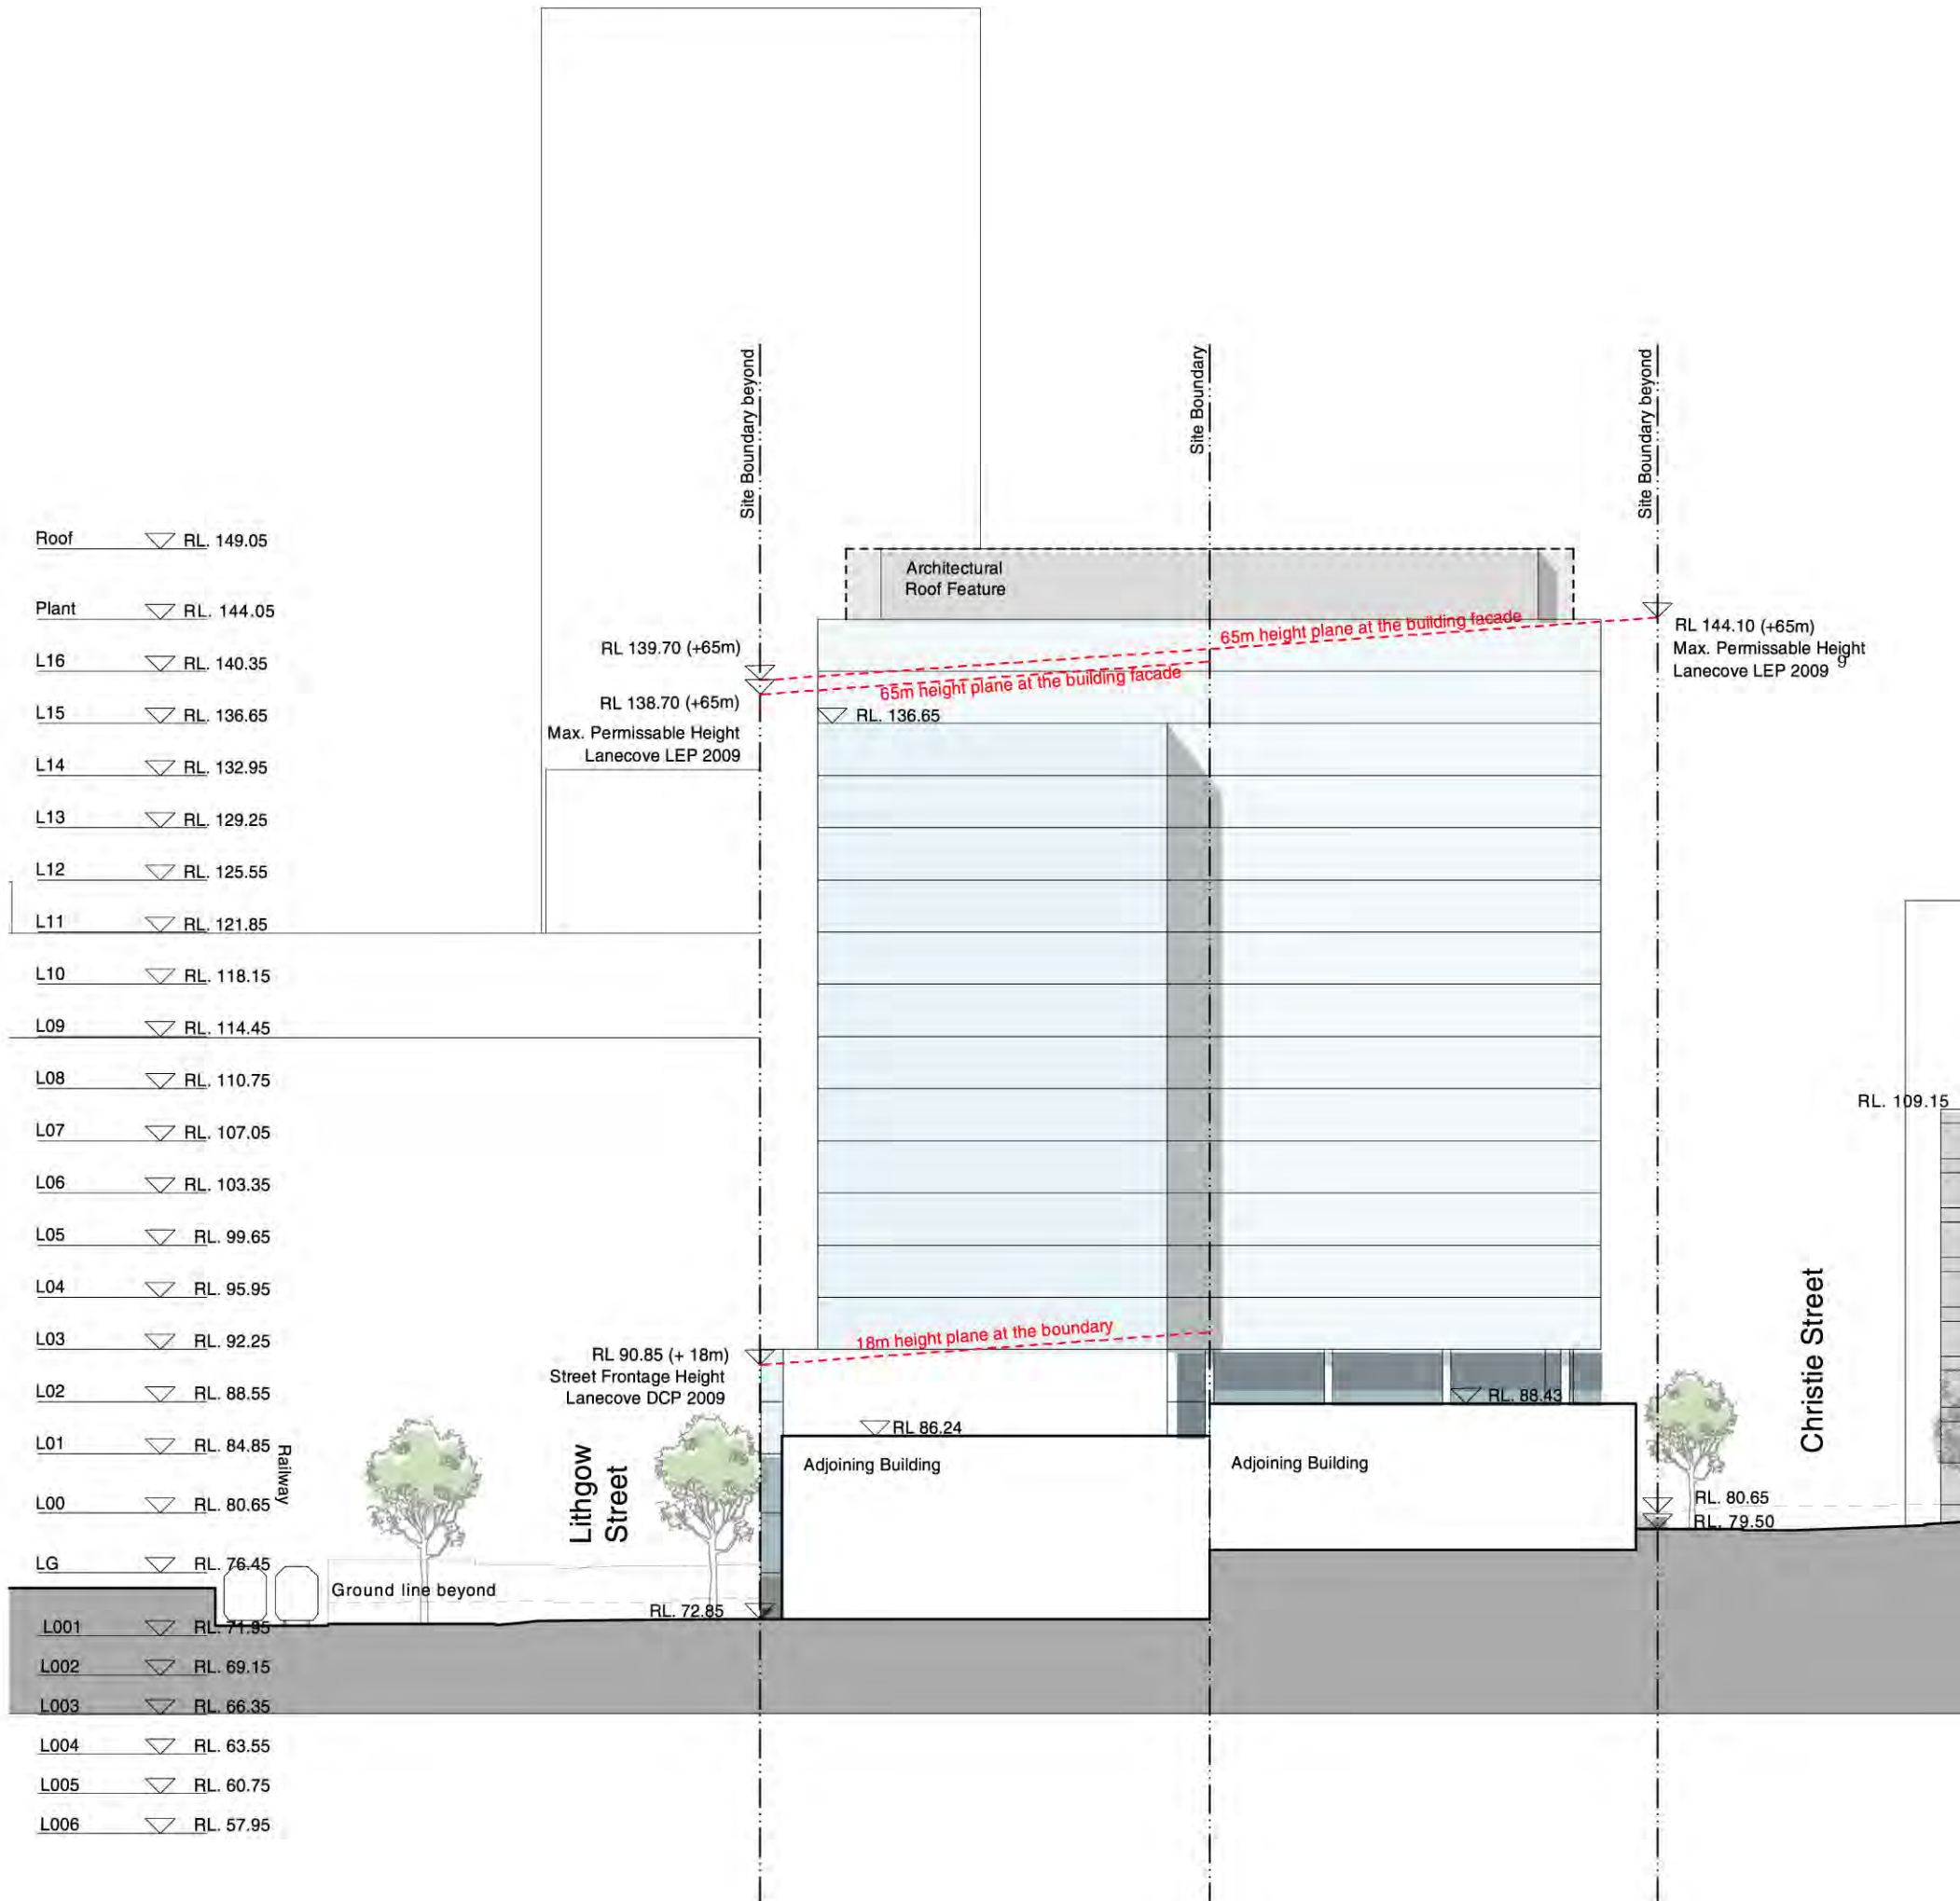 Site Boundary beyond
Site Boundary
Site Boundary beyond
Roof RL. 149.05
Plant RL. 144.05
L16 RL. 140.35
L15 RL. 136.65
L14 RL. 132.95
L13 RL. 129.25
L12 RL. 125.55
L11 RL. 121.85
L10 RL. 118.15
L09 RL. 114.45
L08 RL. 110.75
L07 RL. 107.05
L06 RL. 103.35
L05 RL. 99.65
L04 RL. 95.95
L03 RL. 92.25
L02 RL. 88.55
L01 RL. 84.85
L00 RL. 80.65
LG RL. 76.45
L001 RL. 71.95
L002 RL. 69.15
L003 RL. 66.35
L004 RL. 63.55
L005 RL. 60.75
L006 RL. 57.95
Railway
Ground line beyond
Lithgow
Street
RL 139.70 (+65m)
RL 138.70 (+65m)
Max. Permissable Height
Lanecove LEP 2009
Architectural
Roof Feature
65m height plane at the building facade
65m height plane at the building facade
RL. 136.65
RL 144.10 (+65m)
Max. Permissable Height
Lanecove LEP 2009
9
RL. 109.15
Christie Street
18m height plane at the boundary
RL 90.85 (+ 18m)
Street Frontage Height
Lanecove DCP 2009
RL 86.24
RL. 88.43
Adjoining Building
Adjoining Building
RL. 80.65
RL. 79.50
RL. 72.85